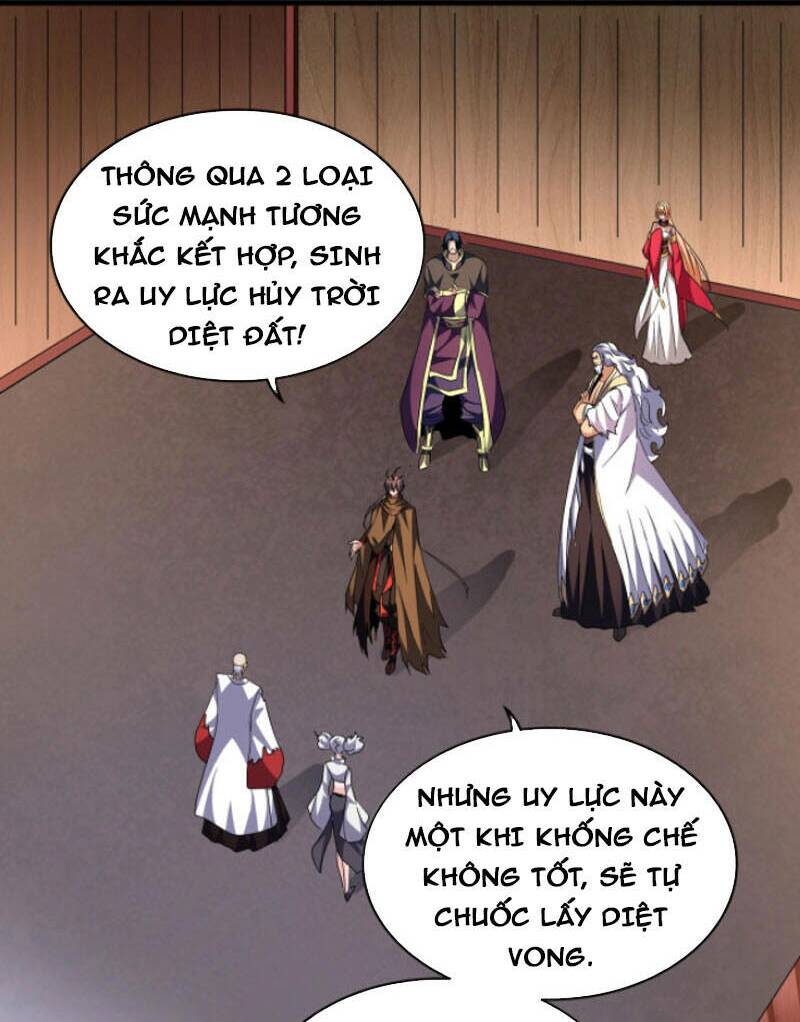 THÔNG QUA 2 LOẠI
SỨC MẠNH TƯƠNG
KHẮC KẾT HỢP, SINH
RA UY LỰC HỦY TRỜI
DIỆT ĐẤT!
NHƯNG UY LỰC NÀY
MỘT KHI KHỐNG CHẾ
KHÔNG TỐT, SẼ TỰ
CHUỐC LẤY DIỆT
VONG.